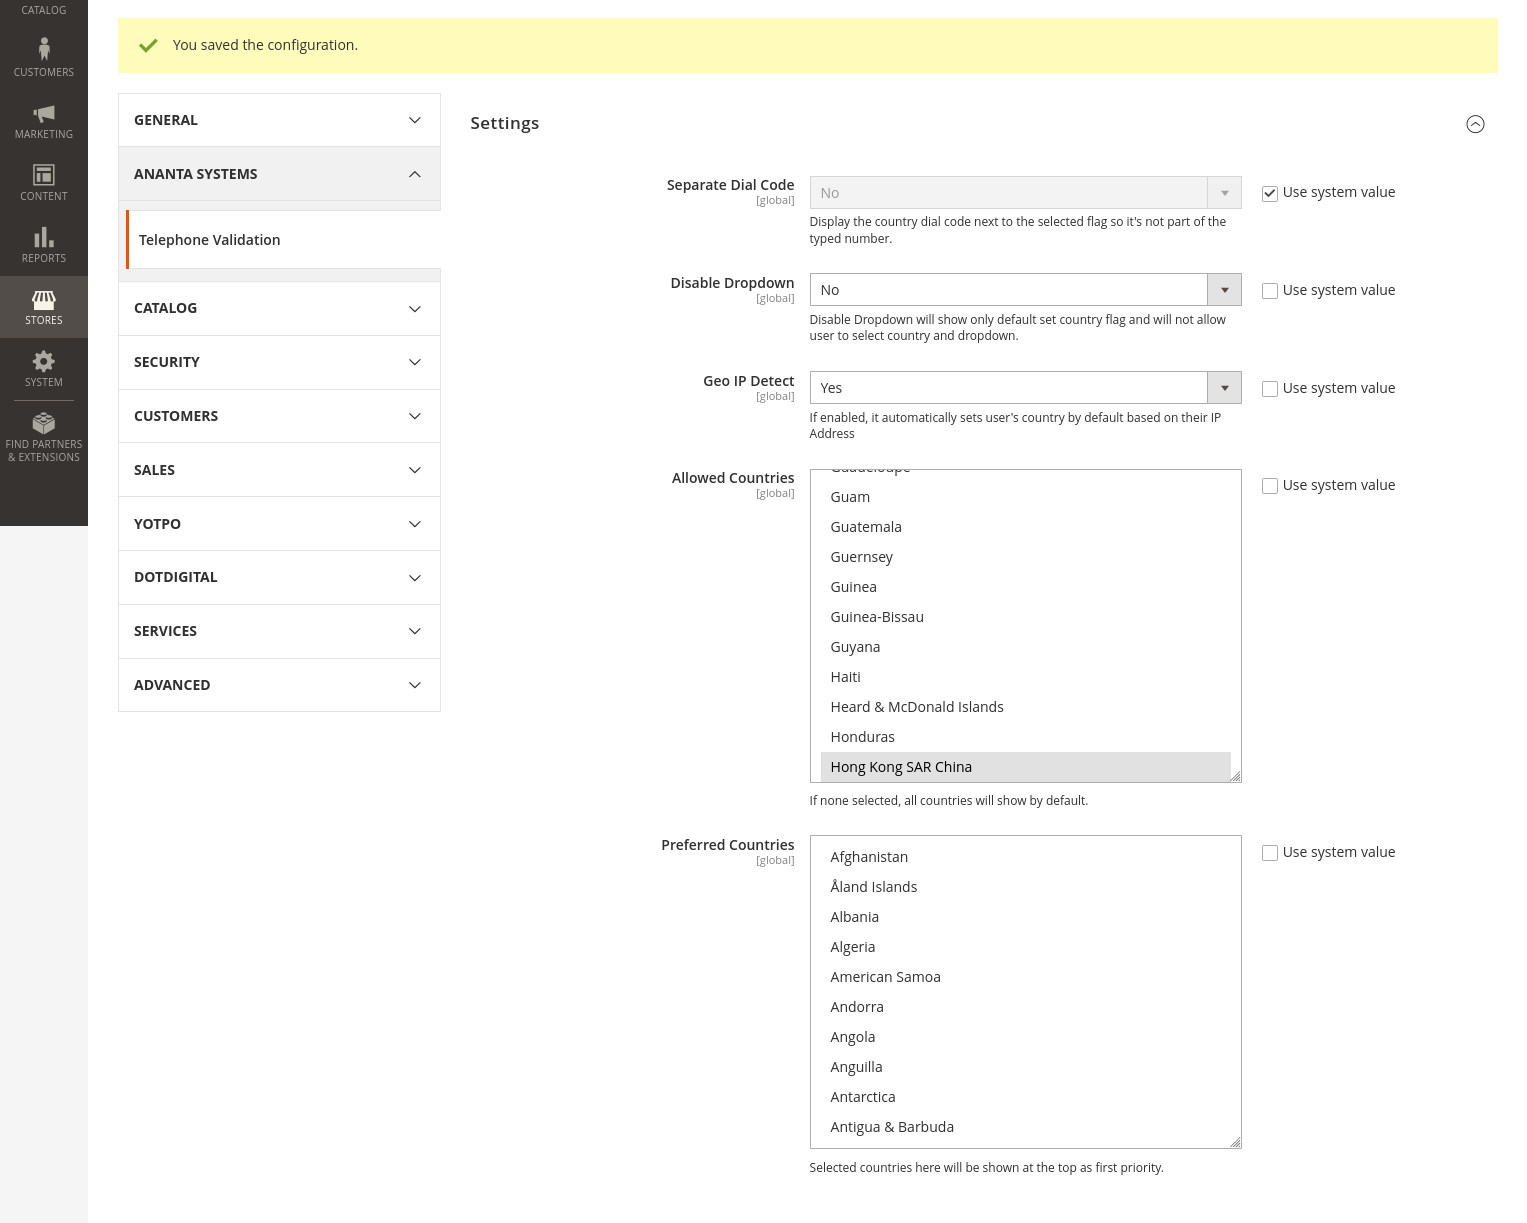 CATALOG
CUSTOMERS
MARKETING
CONTENT
REPORTS
STORES
SYSTEM
FIND PARTNERS
& EXTENSIONS
You saved the configuration.
GENERAL
ANANTA SYSTEMS
Telephone Validation
CATALOG
SECURITY
CUSTOMERS
SALES
YOTPO
DOTDIGITAL
SERVICES
ADVANCED
Settings
Separate Dial Code
[global]
No
Use system value
Display the country dial code next to the selected flag so it's not part of the
typed number.
Disable Dropdown
[global]
No
Use system value
Disable Dropdown will show only default set country flag and will not allow
user to select country and dropdown.
Geo IP Detect
[global]
Yes
Use system value
If enabled, it automatically sets user's country by default based on their IP
Address
Allowed Countries
[global]
Use system value
Guadeloupe
Guam
Guatemala
Guernsey
Guinea
Guinea-Bissau
Guyana
Haiti
Heard & McDonald Islands
Honduras
Hong Kong SAR China
If none selected, all countries will show by default.
Preferred Countries
[global]
Use system value
Afghanistan
Åland Islands
Albania
Algeria
American Samoa
Andorra
Angola
Anguilla
Antarctica
Antigua & Barbuda
Selected countries here will be shown at the top as first priority.